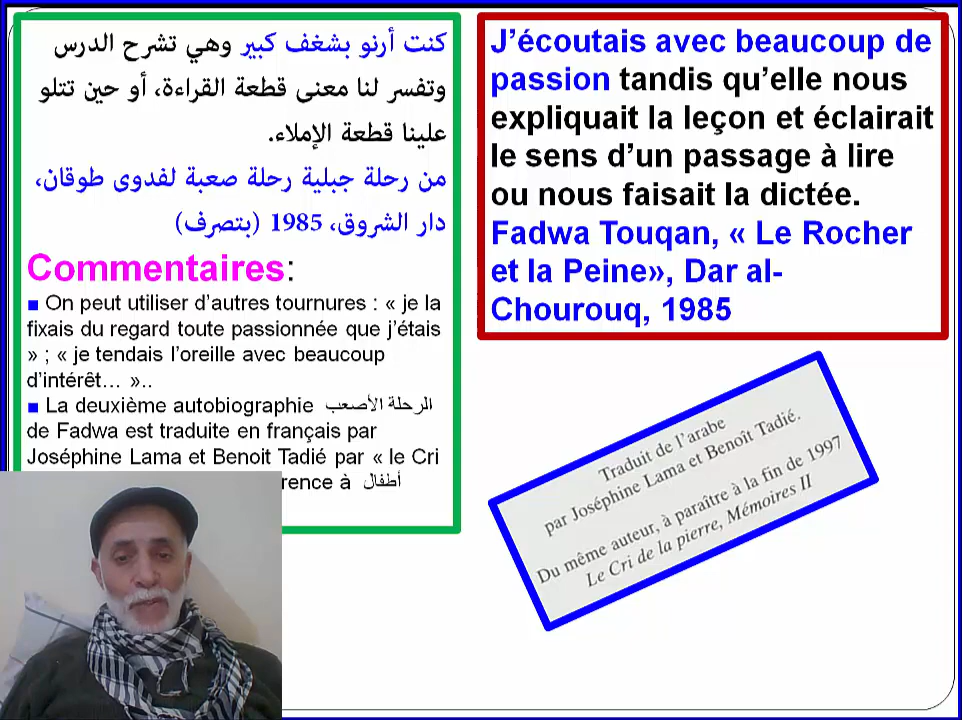 كنت أرنو بشغف كبير وهي تشرح الدرس
وتفسر لنا معنى قطعة القراءة، أو حين تتلو
علينا قطعة الإملاء.
من رحلة جبلية رحلة صعبة لفدوى طوقان،
دار الشروق، 1985 (بتصرف)
Commentaires:
■ On peut utiliser d’autres tournures : « je la
fixais du regard toute passionnée que j’étais
» ; « je tendais l’oreille avec beaucoup
d’intérêt… »..
■ La deuxième autobiographie الرحلة الأصعب
de Fadwa est traduite en français par
Joséphine Lama et Benoit Tadié par « le Cri
rence à أطفال
J’écoutais avec beaucoup de
passion tandis qu’elle nous
expliquait la leçon et éclairait
le sens d’un passage à lire
ou nous faisait la dictée.
Fadwa Touqan, « Le Rocher
et la Peine», Dar al-
Chourouq, 1985
Traduit de l’arabe
par Joséphine Lama et Benoît Tadié.
Du même auteur, à paraître à la fin de 1997
Le Cri de la pierre, Mémoires II